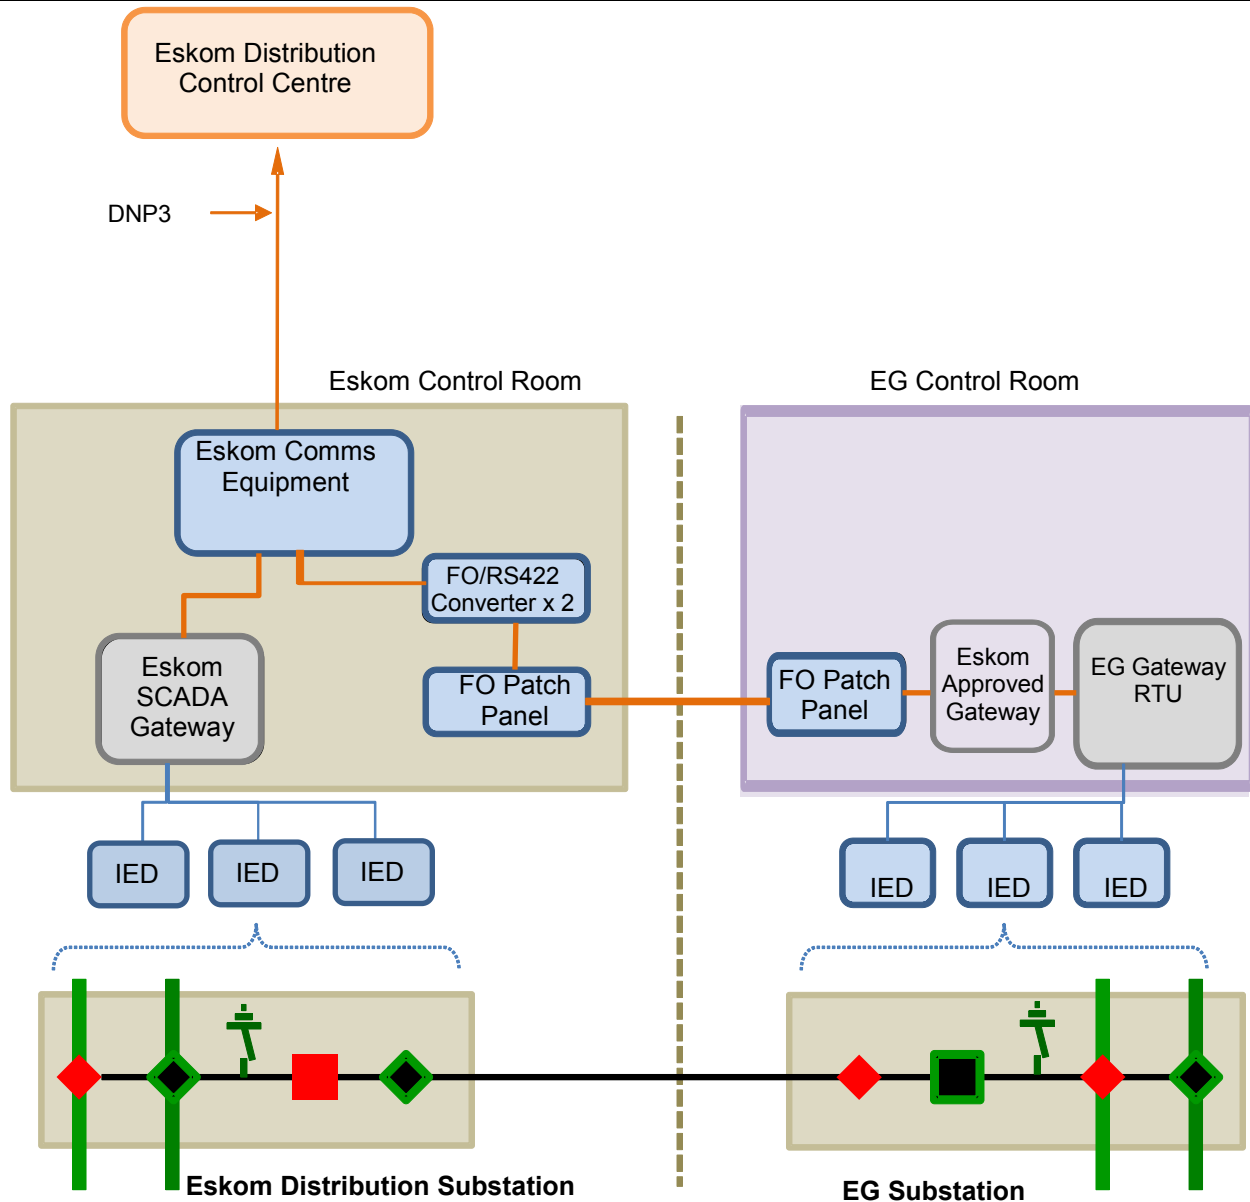 Eskom Distribution
Control Centre
DNP3
Eskom Control Room
EG Control Room
Eskom Comms
Equipment
FO/RS422
Converter x 2
Eskom
SCADA
Gateway
FO Patch
Panel
FO Patch
Panel
Eskom
Approved
Gateway
EG Gateway
RTU
IED
IED
IED
IED
IED
IED
Eskom Distribution Substation
EG Substation